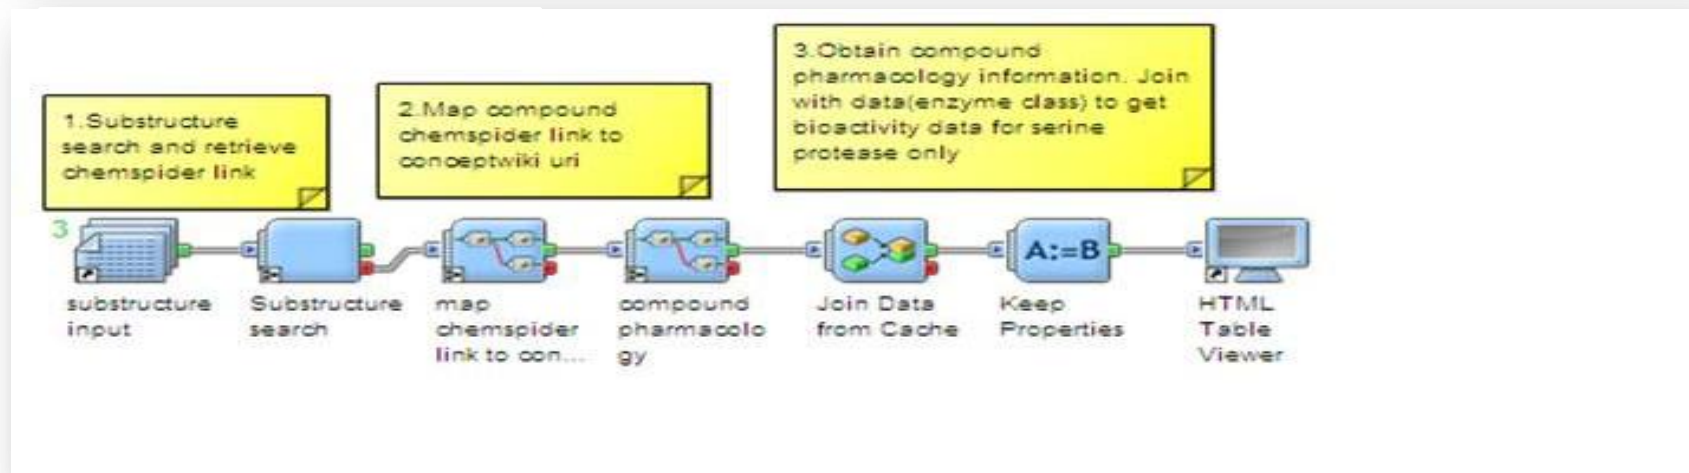 1.Substructure
search and retrieve
chemspider link
2.Map compound
chemspider link to
conceptwiki uri
3.Obtain compound
pharmacology information. Join
with data(enzyme class) to get
bioactivity data for serine
protease only
3
A:=B
substructure
input
Substructure
search
map
chemspider
link to con...
compound
pharmacolo
gy
Join Data
from Cache
Keep
Properties
HTML
Table
Viewer